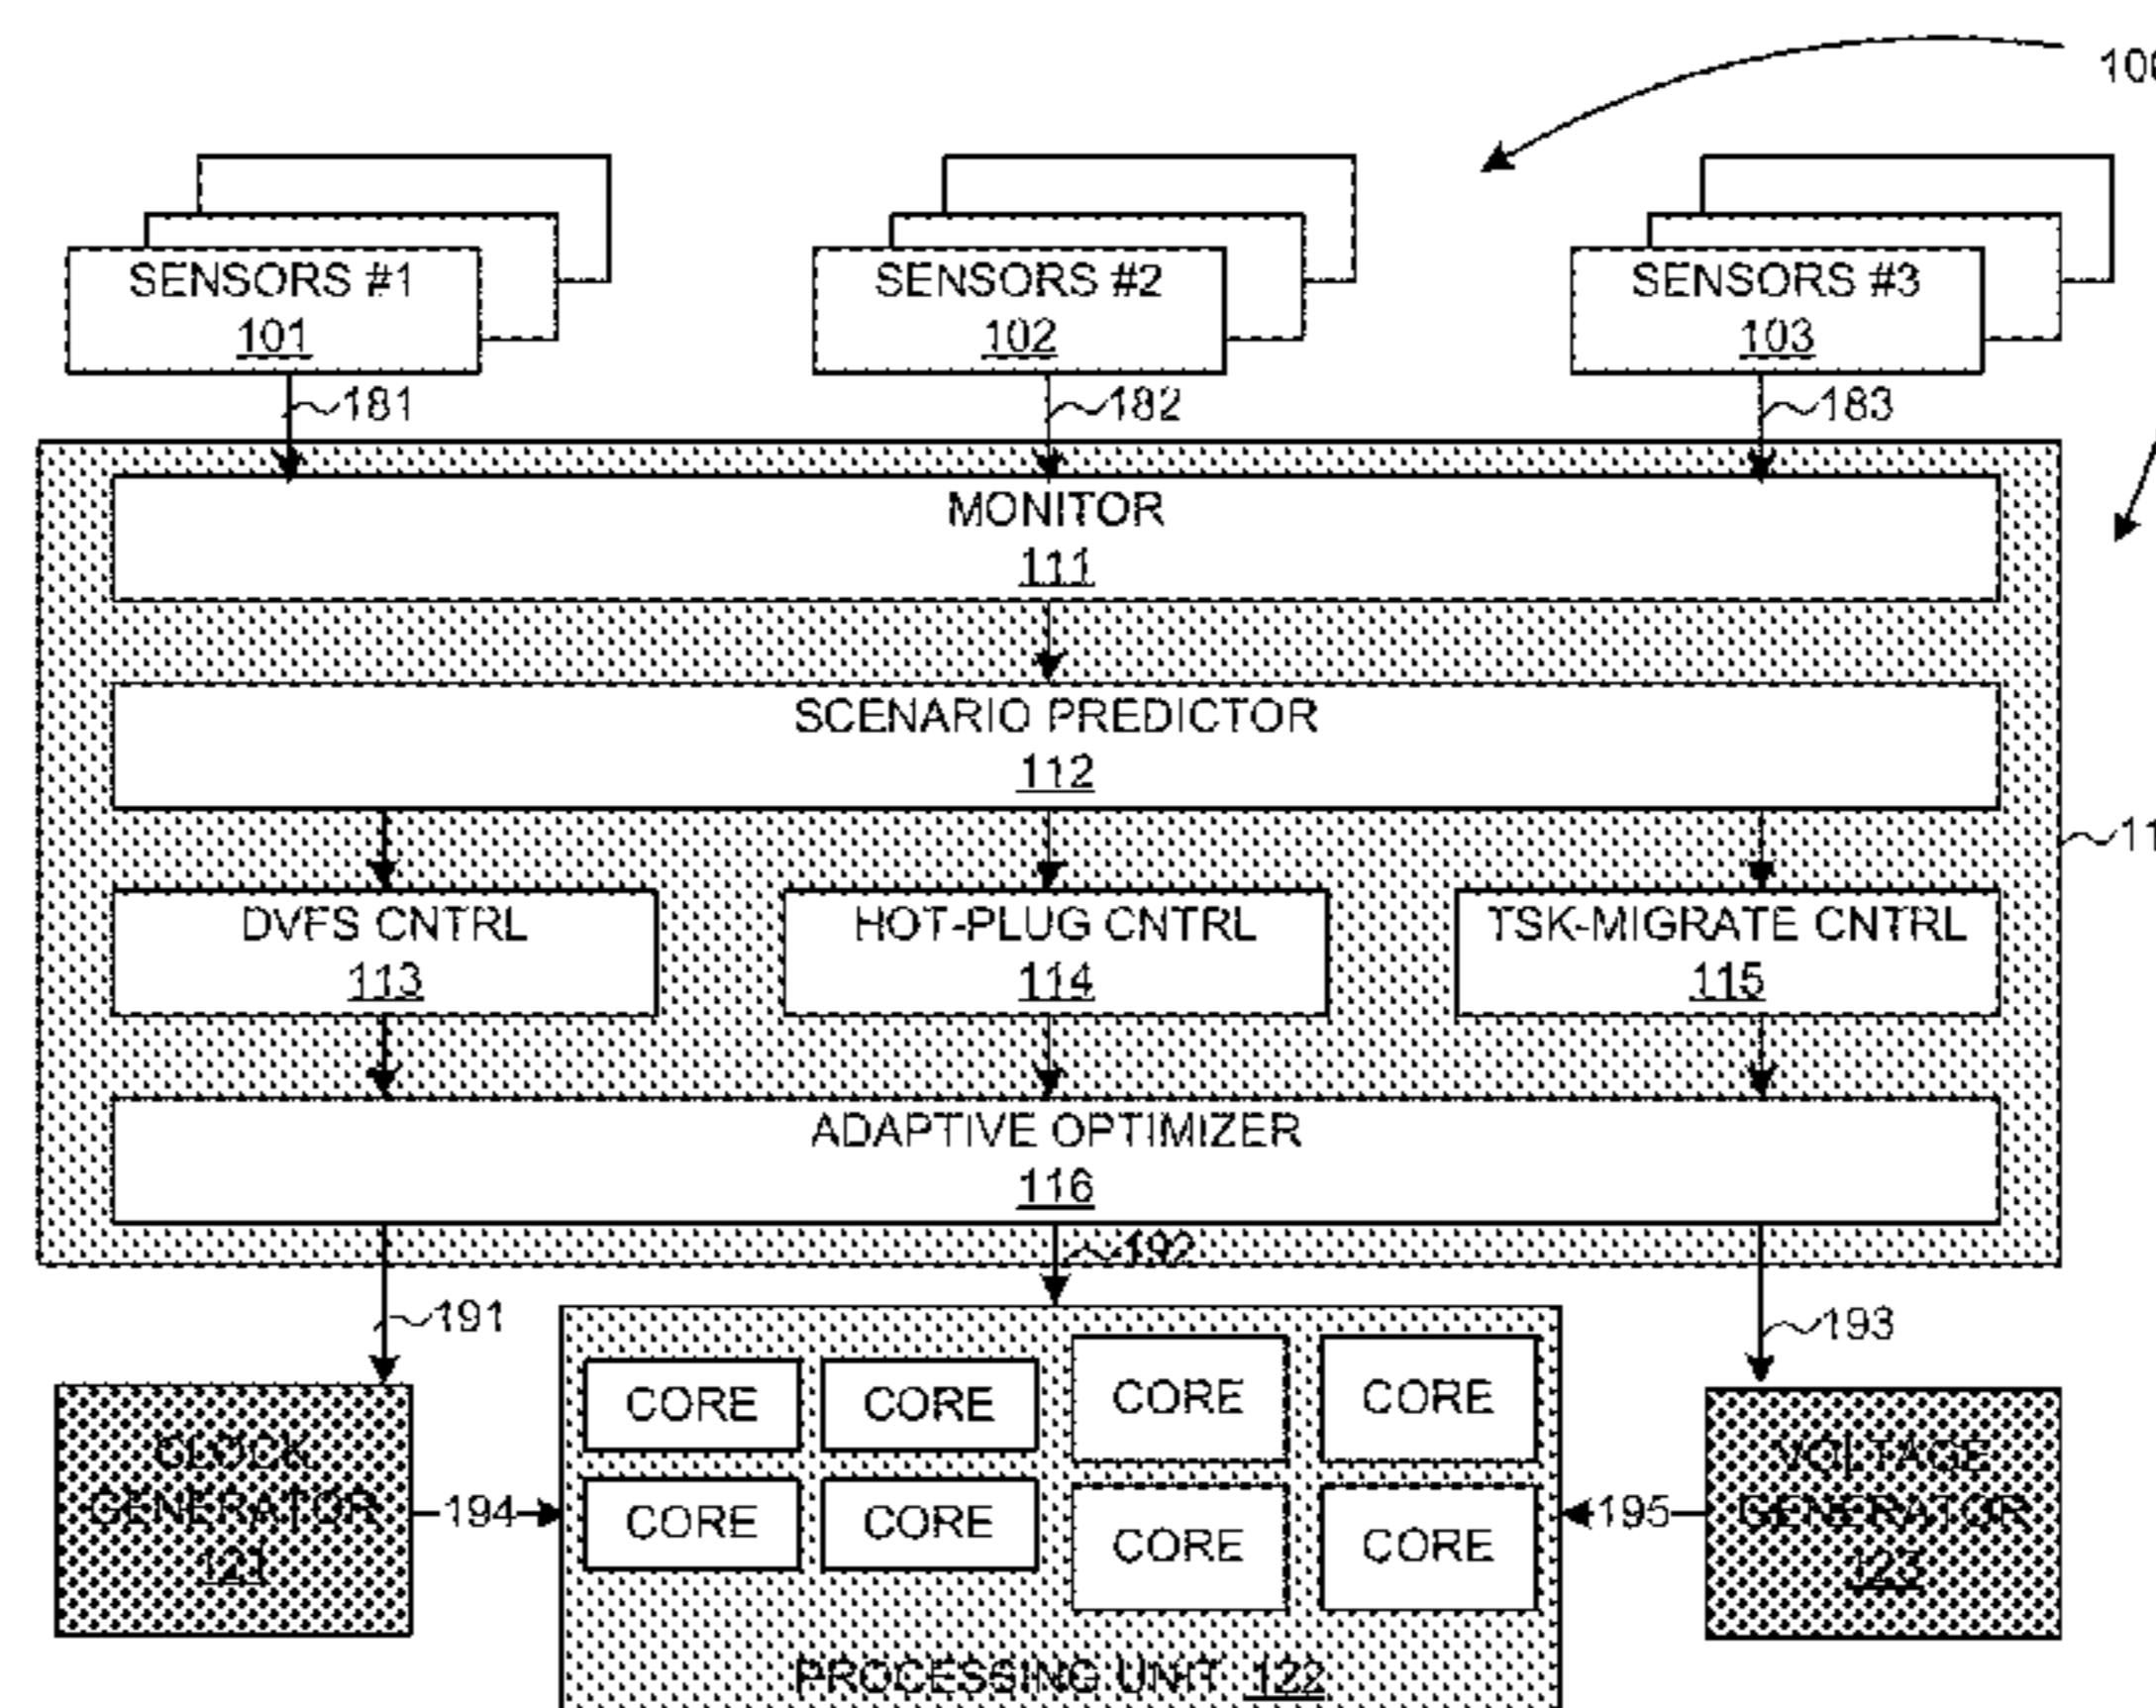 100
SENSORS #1
101
SENSORS #2
102
SENSORS #3
103
181
182
183
MONITOR
111
SCENARIO PREDICTOR
112
11
DVFS CNTRL
113
HOT-PLUG CNTRL
114
TSK-MIGRATE CNTRL
115
ADAPTIVE OPTIMIZER
116
192
191
193
CORE
CORE
CORE
CORE
CLOCK
GENERATOR
121
194
CORE
CORE
CORE
CORE
195
VOLTAGE
GENERATOR
123
PROCESSING UNIT 122